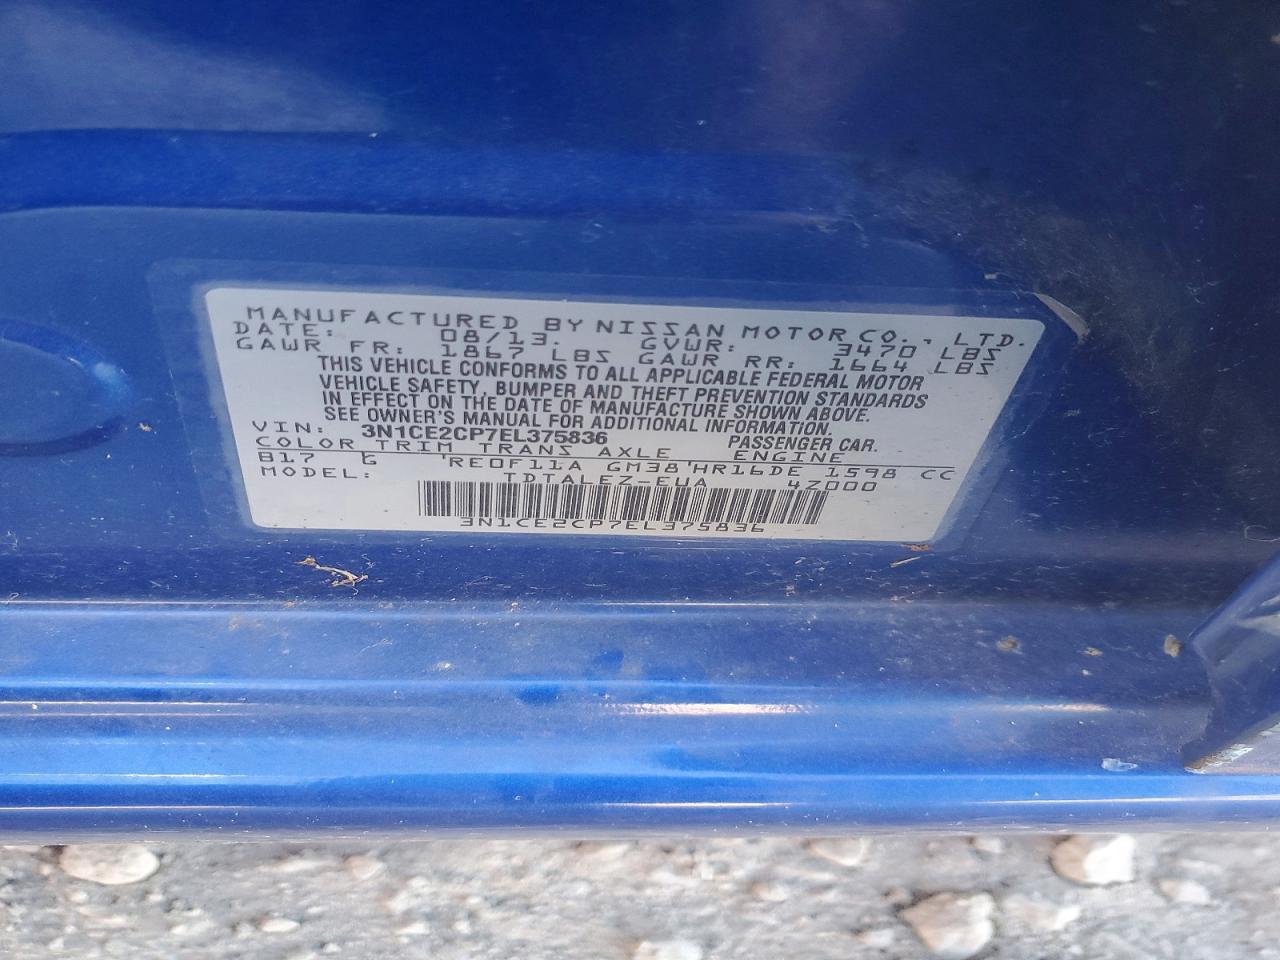 MANUFACTURED BY NISSAN MOTOR CO., LTD.
DATE: 08/13. GVWR: 3470 LBS
GAWR FR: 1867 LBS GAWR RR: 1664 LBS
THIS VEHICLE CONFORMS TO ALL APPLICABLE FEDERAL MOTOR
VEHICLE SAFETY, BUMPER AND THEFT PREVENTION STANDARDS
IN EFFECT ON THE DATE OF MANUFACTURE SHOWN ABOVE.
SEE OWNER'S MANUAL FOR ADDITIONAL INFORMATION.
VIN: 3N1CE2CP7EL375836 PASSENGER CAR.
COLOR TRIM TRANS AXLE ENGINE
B17 G 'RE0F11A GM38'HR16DE 1598 CC
MODEL: TDTALEZ-EUA 4Z000
3N1CE2CP7EL375836